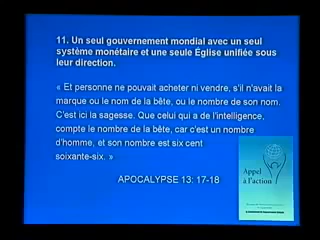 11. Un seul gouvernement mondial avec un seul
système monétaire et une seule Église unifiée sous
leur direction.
« Et personne ne pouvait acheter ni vendre, s'il n'avait la
marque ou le nom de la bête, ou le nombre de son nom.
C'est ici la sagesse. Que celui qui a de l'intelligence,
compte le nombre de la bête, car c'est un nombre
d'homme, et son nombre est six cent
soixante-six. »
APOCALYPSE 13: 17-18
Appel
à l'action